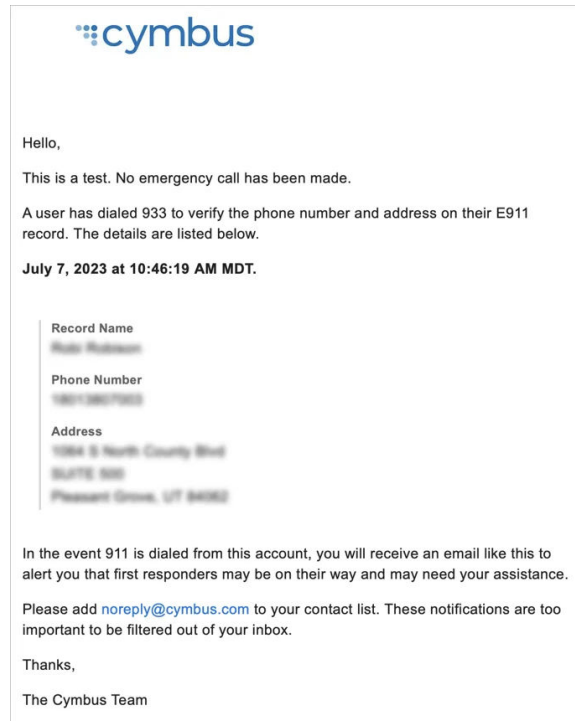 cymbus
Hello,
This is a test. No emergency call has been made.
A user has dialed 933 to verify the phone number and address on their E911
record. The details are listed below.
July 7, 2023 at 10:46:19 AM MDT.
Record Name
Phone Number
Address
In the event 911 is dialed from this account, you will receive an email like this to
alert you that first responders may be on their way and may need your assistance.
Please add noreply@cymbus.com to your contact list. These notifications are too
important to be filtered out of your inbox.
Thanks,
The Cymbus Team